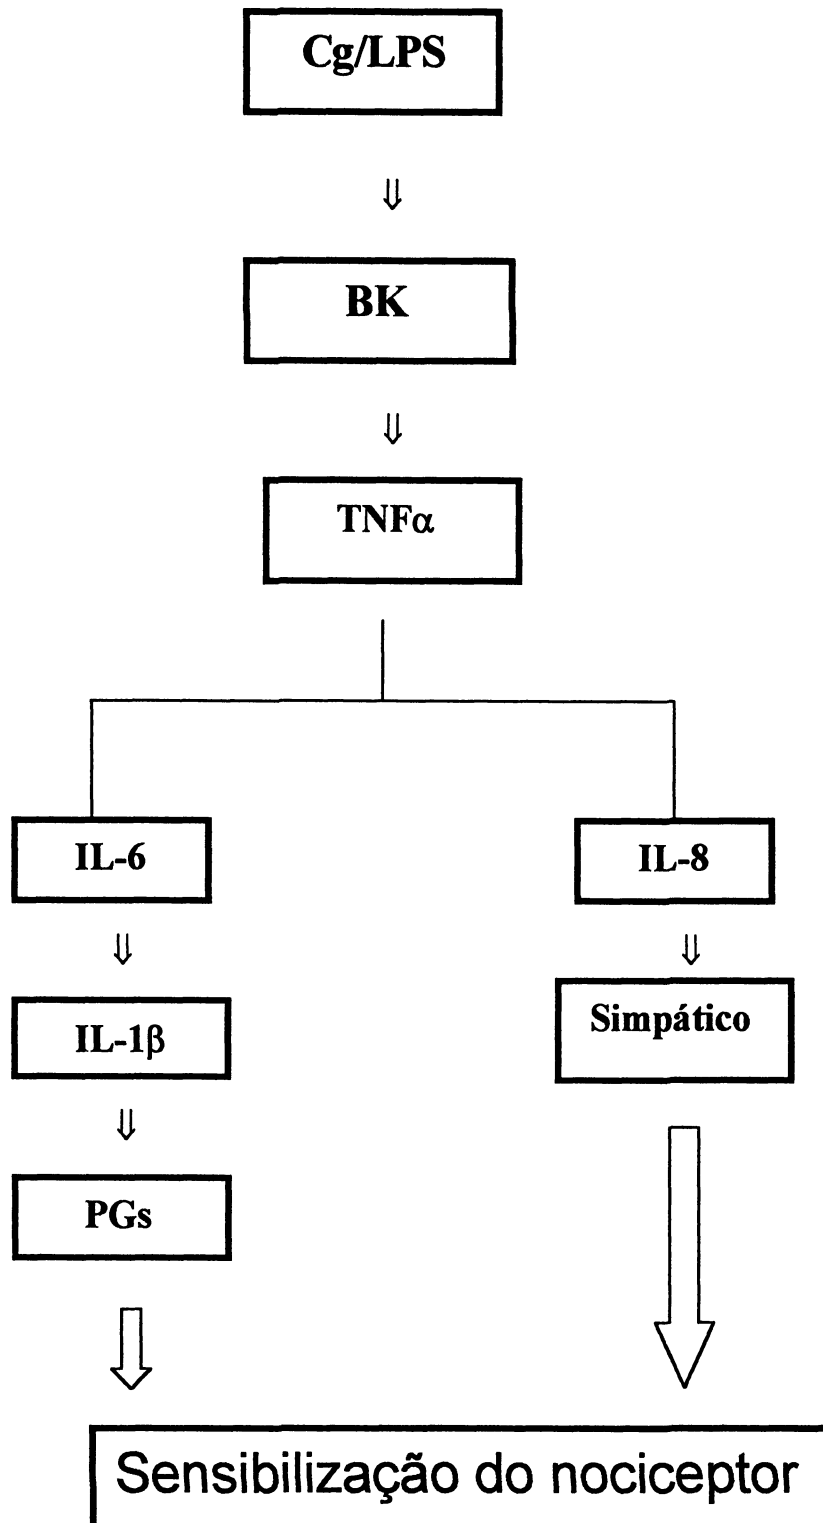 Cg/LPS
BK
TNFα
IL-6
IL-8
IL-1β
Simpático
PGs
Sensibilização do nociceptor